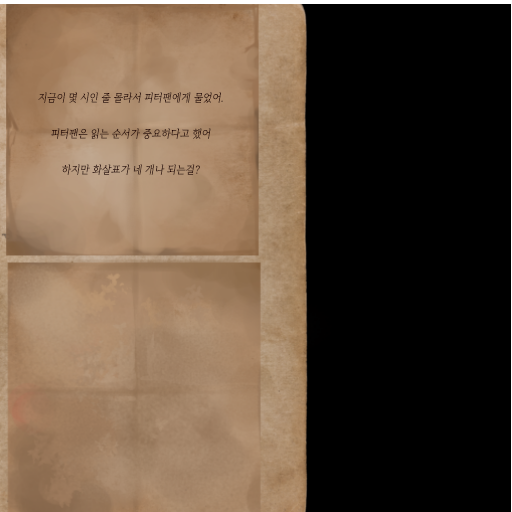 지금이 몇 시인 줄 몰라서 피터팬에게 물었어.
피터팬은 읽는 순서가 중요하다고 했어
하지만 화살표가 네 개나 되는걸?